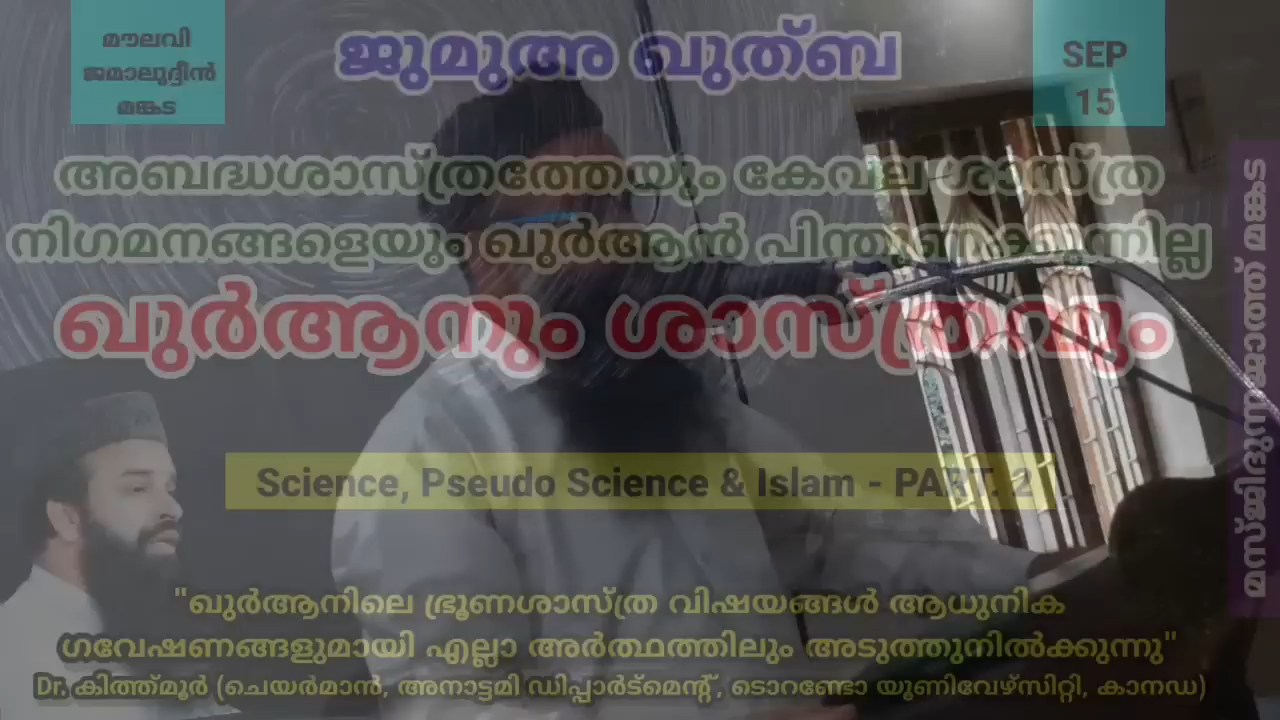 മൗലവി
ജമാലുദ്ദീൻ
മങ്കട
ജുമുഅ ഖുത്ബ
SEP
15
അബദ്ധശാസ്ത്രത്തേയും കേവല ശാസ്ത്ര
നിഗമനങ്ങളെയും ഖുർആൻ പിന്തുണക്കുന്നില്ല
ഖുർആനും ശാസ്ത്രവും
Science, Pseudo Science & Islam - PART. 2
"ഖുർആനിലെ ഭ്രൂണശാസ്ത്ര വിഷയങ്ങൾ ആധുനിക
ഗവേഷണങ്ങളുമായി എല്ലാ അർത്ഥത്തിലും അടുത്തുനിൽക്കുന്നു"
Dr. കിത്ത്മൂർ (ചെയർമാൻ, അനാട്ടമി ഡിപ്പാർട്മെന്റ്, ടൊറണ്ടോ യൂണിവേഴ്സിറ്റി, കാനഡ)
മസ്ജിദുന്നജാത്ത് മങ്കട